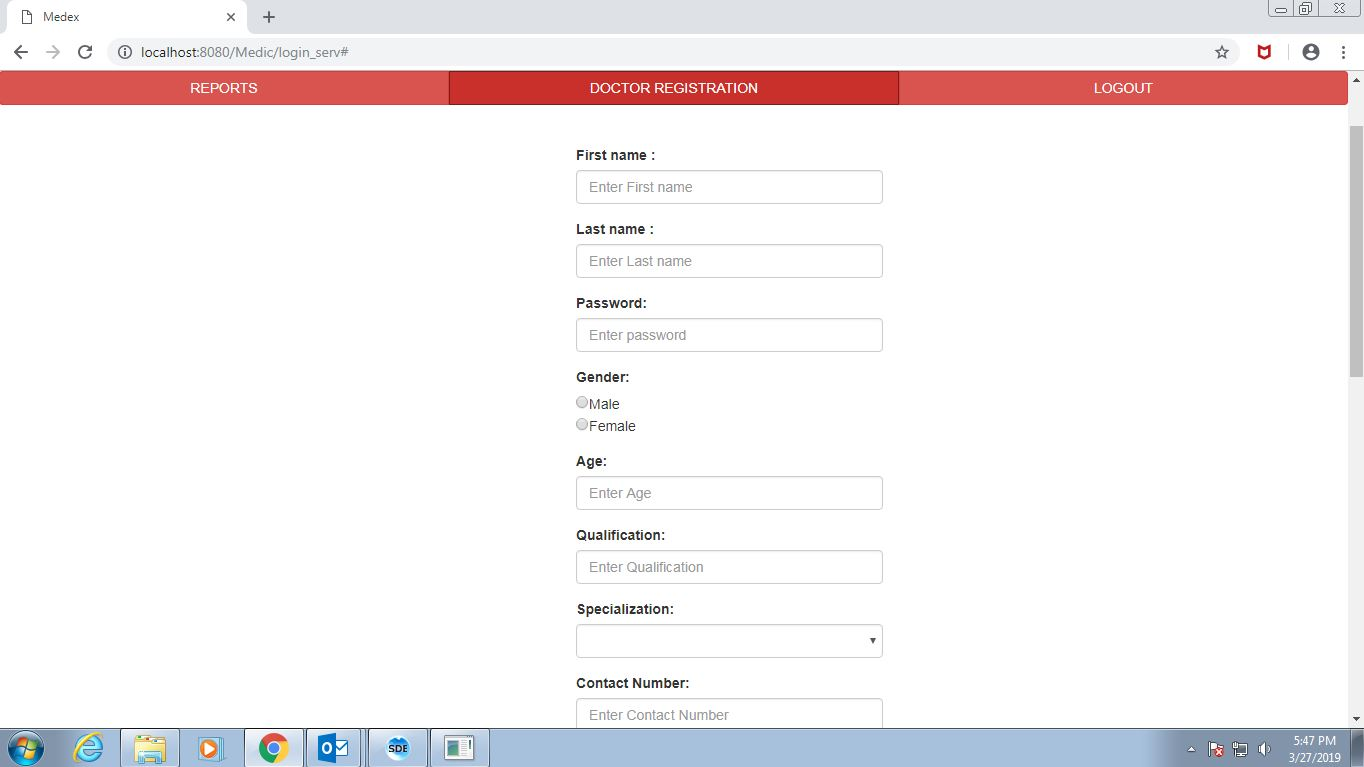 Medex
localhost:8080/Medic/login_serv#
REPORTS DOCTOR REGISTRATION LOGOUT
First name :
Enter First name
Last name :
Enter Last name
Password:
Enter password
Gender:
Male
Female
Age:
Enter Age
Qualification:
Enter Qualification
Specialization:
Contact Number:
Enter Contact Number
SDE
5:47 PM
3/27/2019